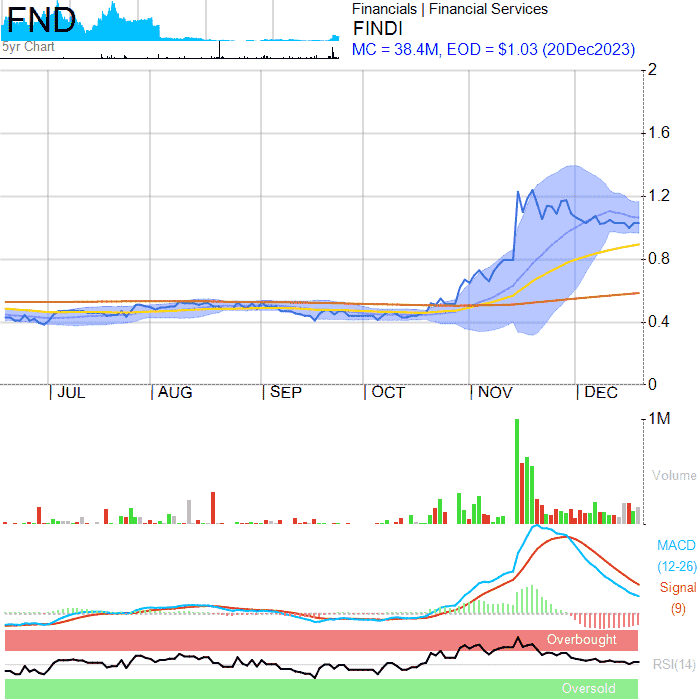 FND
5yr Chart
Financials | Financial Services
FINDI
MC = 38.4M, EOD = $1.03 (20Dec2023)
2
1.6
1.2
0.8
0.4
0
JUL AUG SEP OCT NOV DEC
1M
Volume
MACD
(12-26)
Signal
(9)
Overbought
RSI(14)
Oversold